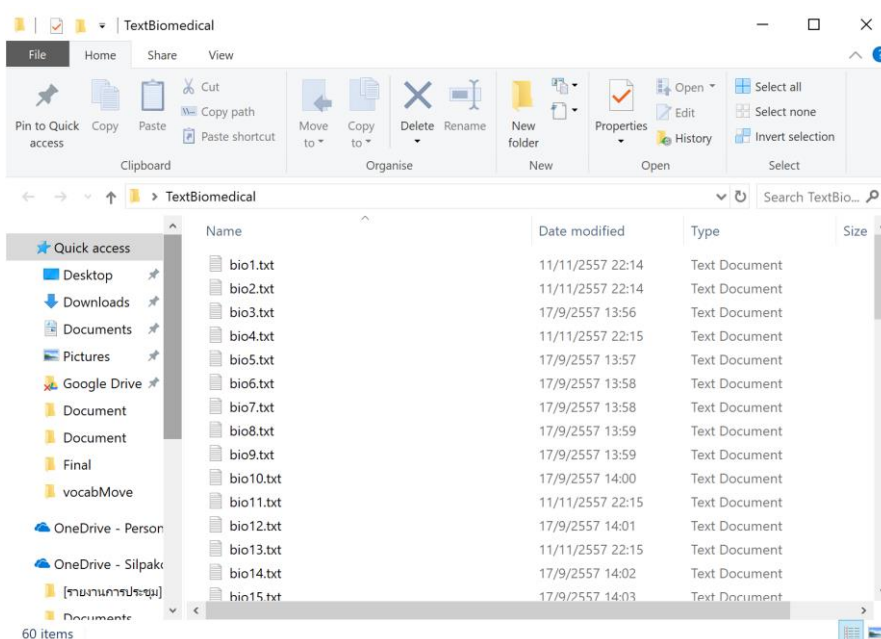 TextBiomedical
File Home Share View
Pin to Quick access
Copy
Paste
Cut
Copy path
Paste shortcut
Move to
Copy to
Delete
Rename
New folder
Properties
Open
Edit
History
Select all
Select none
Invert selection
Clipboard Organise New Open Select
TextBiomedical
Search TextBio...
Name Date modified Type Size
Quick access
Desktop
Downloads
Documents
Pictures
Google Drive
Document
Document
Final
vocabMove
OneDrive - Person
OneDrive - Silpak
[รายงานการประชุม]
Documents
bio1.txt 11/11/2557 22:14 Text Document
bio2.txt 11/11/2557 22:14 Text Document
bio3.txt 17/9/2557 13:56 Text Document
bio4.txt 11/11/2557 22:15 Text Document
bio5.txt 17/9/2557 13:57 Text Document
bio6.txt 17/9/2557 13:58 Text Document
bio7.txt 17/9/2557 13:58 Text Document
bio8.txt 17/9/2557 13:59 Text Document
bio9.txt 17/9/2557 13:59 Text Document
bio10.txt 17/9/2557 14:00 Text Document
bio11.txt 11/11/2557 22:15 Text Document
bio12.txt 17/9/2557 14:01 Text Document
bio13.txt 11/11/2557 22:15 Text Document
bio14.txt 17/9/2557 14:02 Text Document
bio15.txt 17/9/2557 14:03 Text Document
60 items